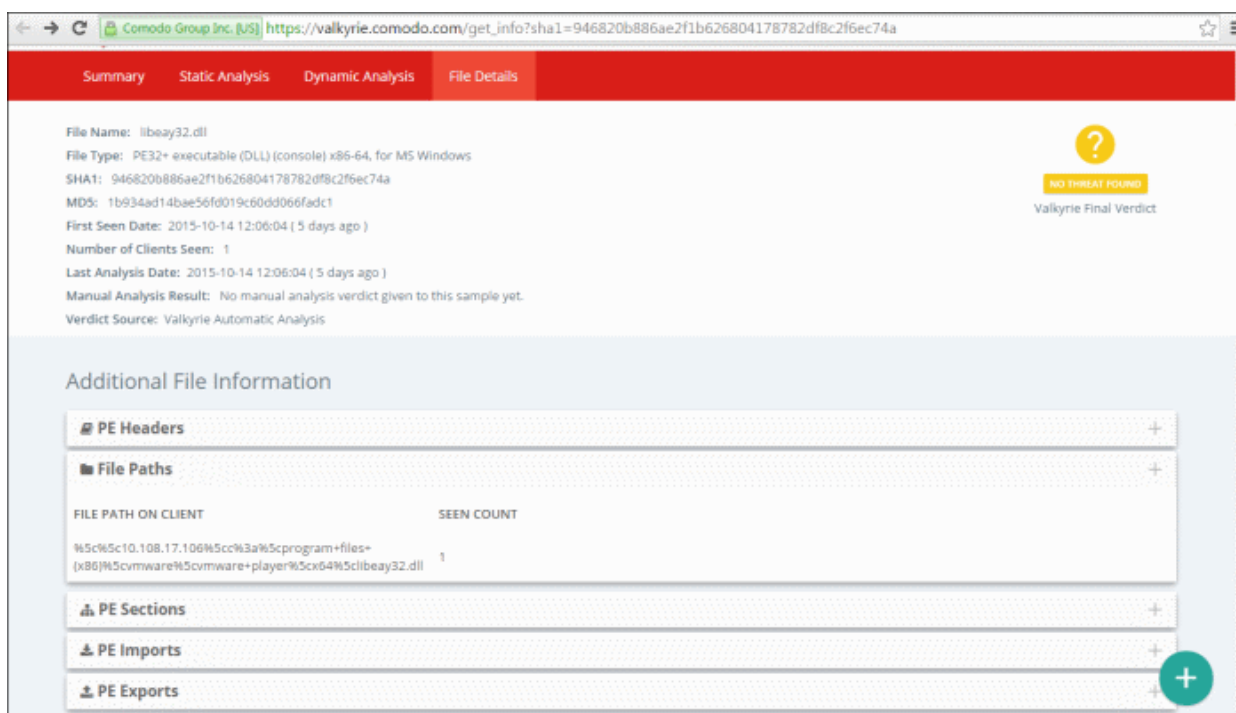 Comodo Group Inc. [US] https://valkyrie.comodo.com/get_info?sha1=946820b886ae2f1b626804178782df8c2f6ec74a
Summary Static Analysis Dynamic Analysis File Details
File Name: libeay32.dll
File Type: PE32+ executable (DLL) (console) x86-64, for MS Windows
SHA1: 946820b886ae2f1b626804178782df8c2f6ec74a
MD5: 1b934ad14bae56fd019c60dd066fadc1
First Seen Date: 2015-10-14 12:06:04 ( 5 days ago )
Number of Clients Seen: 1
Last Analysis Date: 2015-10-14 12:06:04 ( 5 days ago )
Manual Analysis Result: No manual analysis verdict given to this sample yet.
Verdict Source: Valkyrie Automatic Analysis
?
NO THREAT FOUND
Valkyrie Final Verdict
Additional File Information
PE Headers
File Paths
FILE PATH ON CLIENT SEEN COUNT
%5c%5c10.108.17.106%5cc%3a%5cprogram+files+
(x86)%5cvmware%5cvmware+player%5cx64%5clibeay32.dll 1
PE Sections
PE Imports
PE Exports